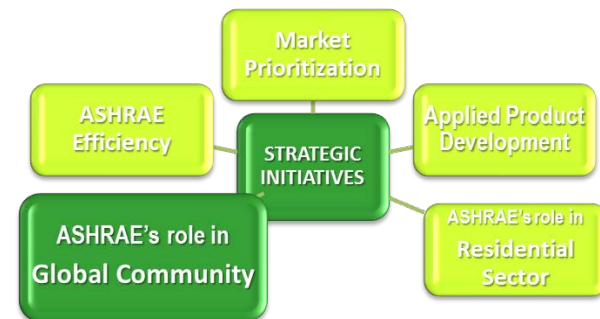 Market
Prioritization
ASHRAE
Efficiency
Applied Product
Development
STRATEGIC
INITIATIVES
ASHRAE's role in
Global Community
ASHRAE's role in
Residential
Sector